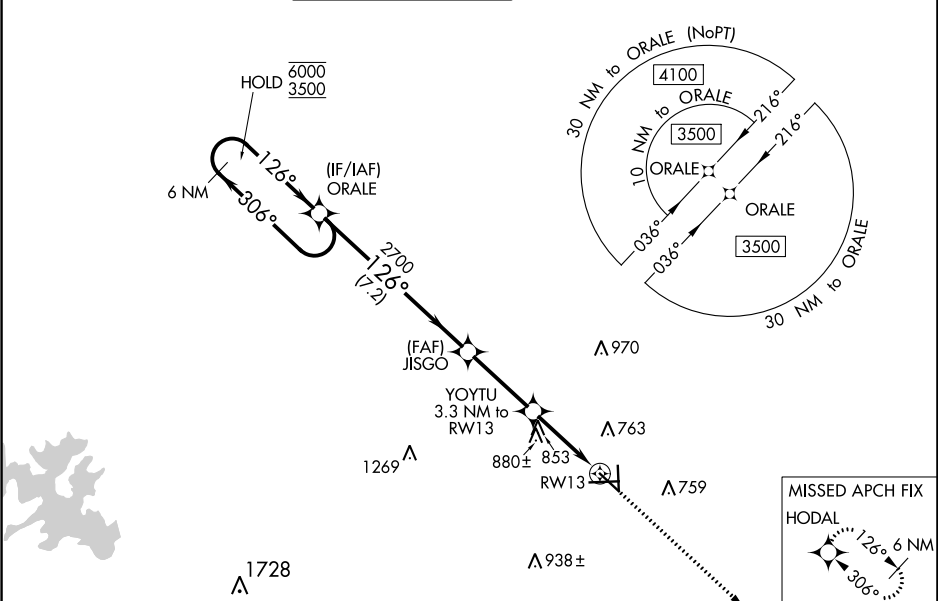 HOLD 6000
3500
126°
306°
6 NM
(IF/IAF)
ORALE
2700
126°
(7.2)
(FAF)
JISGO
YOYTU
3.3 NM to
RW13
880± 853
RW13
1269
1728
938±
970
763
759
30 NM to ORALE (NoPT)
4100
10 NM to ORALE
3500
ORALE
216°
216°
036°
036°
ORALE
3500
30 NM to ORALE
MISSED APCH FIX
HODAL
126°
6 NM
306°